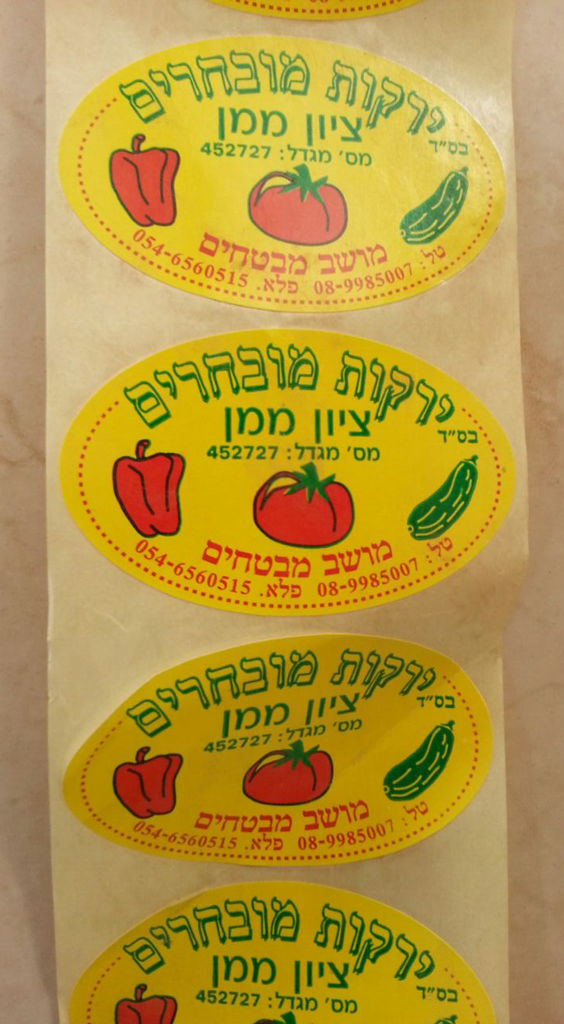 ירקות מובחרים
ציון ממן
בס״ד
מס׳ מגדל: 452727
מושב מבטחים
טל: 08-9985007 פלא. 054-6560515
ירקות מובחרים
ציון ממן
בס״ד
מס׳ מגדל: 452727
מושב מבטחים
טל: 08-9985007 פלא. 054-6560515
ירקות מובחרים
ציון ממן
בס״ד
מס׳ מגדל: 452727
מושב מבטחים
טל: 08-9985007 פלא. 054-6560515
ירקות מובחרים
ציון ממן
בס״ד
מס׳ מגדל: 452727